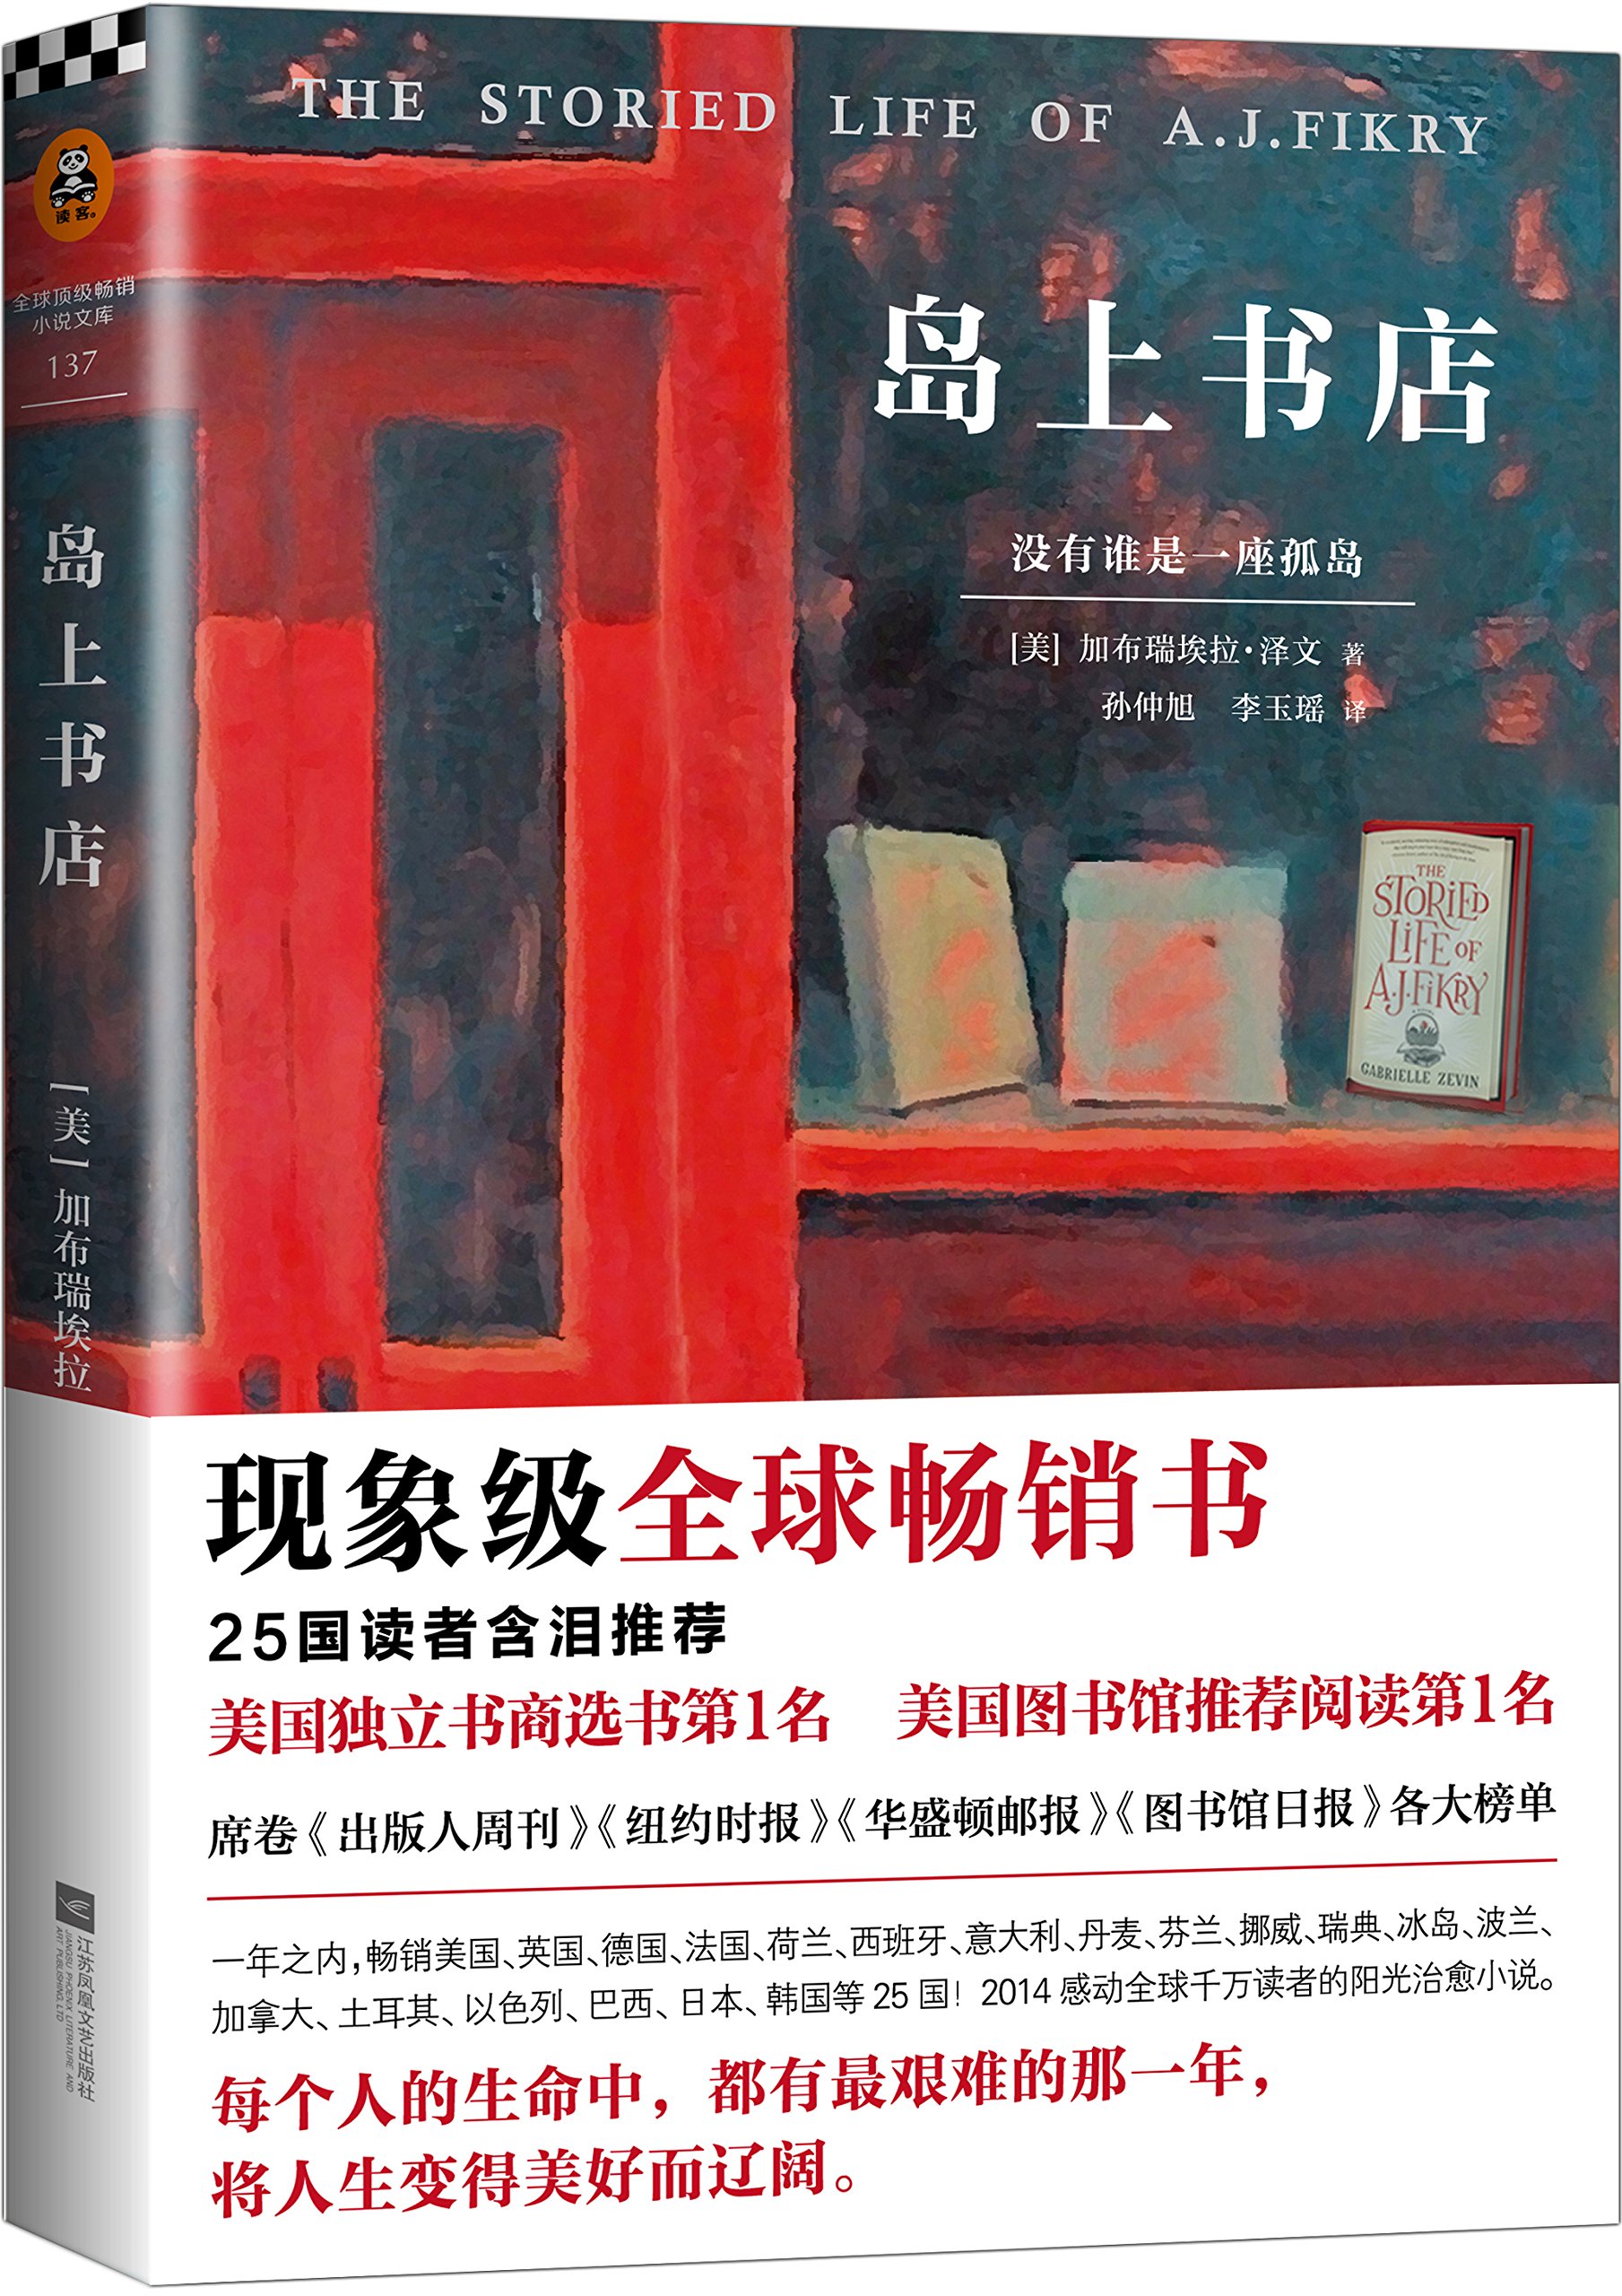 THE STORIED LIFE OF A.J.FIKRY
岛上书店
没有谁是一座孤岛
[美] 加布瑞埃拉·泽文 著
孙仲旭 李玉瑶 译
THE
STORIED
LIFE OF
A.J.FIKRY
GABRIELLE ZEVIN
现象级全球畅销书
25国读者含泪推荐
美国独立书商选书第1名 美国图书馆推荐阅读第1名
席卷《出版人周刊》《纽约时报》《华盛顿邮报》《图书馆日报》各大榜单
一年之内,畅销美国、英国、德国、法国、荷兰、西班牙、意大利、丹麦、芬兰、挪威、瑞典、冰岛、波兰、
加拿大、土耳其、以色列、巴西、日本、韩国等 25 国! 2014 感动全球千万读者的阳光治愈小说。
每个人的生命中，都有最艰难的那一年，
将人生变得美好而辽阔。
读客。
全球顶级畅销
小说文库
137
岛上书店
[美]加布瑞埃拉
江苏凤凰文艺出版社
JIANGSU PHOENIX LITERATURE AND
ART PUBLISHING, LTD